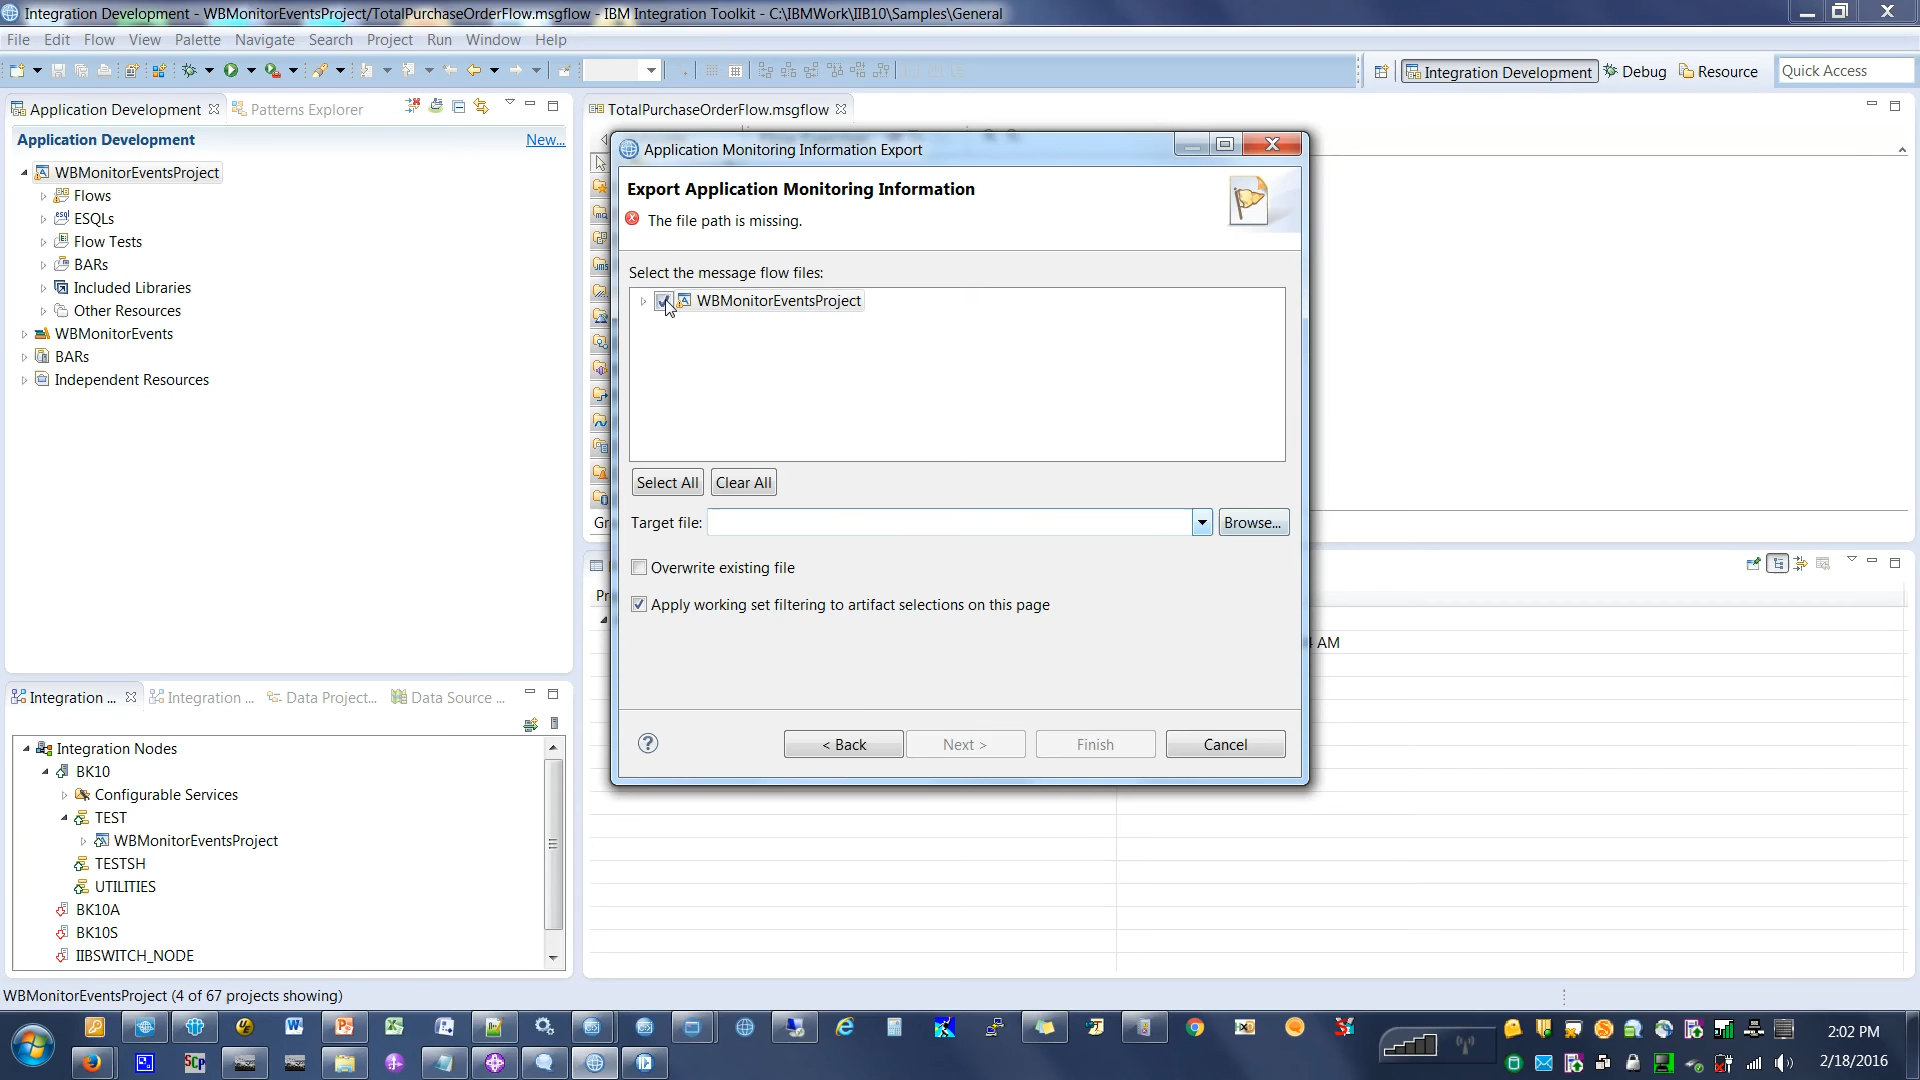 Integration Development - WBMonitorEventsProject/TotalPurchaseOrderFlow.msgflow - IBM Integration Toolkit - C:\IBMWork\IIB10\Samples\General
File Edit Flow View Palette Navigate Search Project Run Window Help
Integration Development Debug Resource Quick Access
Application Development Patterns Explorer
TotalPurchaseOrderFlow.msgflow
Application Development New...
WBMonitorEventsProject
Flows
esql ESQLs
Flow Tests
BARs
Included Libraries
Other Resources
WBMonitorEvents
BARs
Independent Resources
Application Monitoring Information Export
Export Application Monitoring Information
The file path is missing.
Select the message flow files:
WBMonitorEventsProject
Select All Clear All
Target file: Browse...
Overwrite existing file
Apply working set filtering to artifact selections on this page
< Back Next > Finish Cancel
Gr
Pr
AM
Integration ... Integration ... Data Project... Data Source ...
Integration Nodes
BK10
Configurable Services
TEST
WBMonitorEventsProject
TESTSH
UTILITIES
BK10A
BK10S
IIBSWITCH_NODE
WBMonitorEventsProject (4 of 67 projects showing)
2:02 PM
2/18/2016